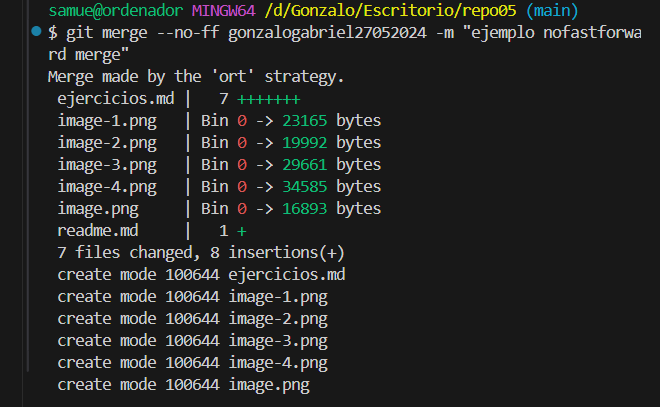 samue@ordenador MINGW64 /d/Gonzalo/Escritorio/repo05 (main)
$ git merge --no-ff gonzalogabriel27052024 -m "ejemplo nofastforwa
rd merge"
Merge made by the 'ort' strategy.
 ejercicios.md |   7 +++++++
 image-1.png   | Bin 0 -> 23165 bytes
 image-2.png   | Bin 0 -> 19992 bytes
 image-3.png   | Bin 0 -> 29661 bytes
 image-4.png   | Bin 0 -> 34585 bytes
 image.png     | Bin 0 -> 16893 bytes
 readme.md     |   1 +
 7 files changed, 8 insertions(+)
 create mode 100644 ejercicios.md
 create mode 100644 image-1.png
 create mode 100644 image-2.png
 create mode 100644 image-3.png
 create mode 100644 image-4.png
 create mode 100644 image.png